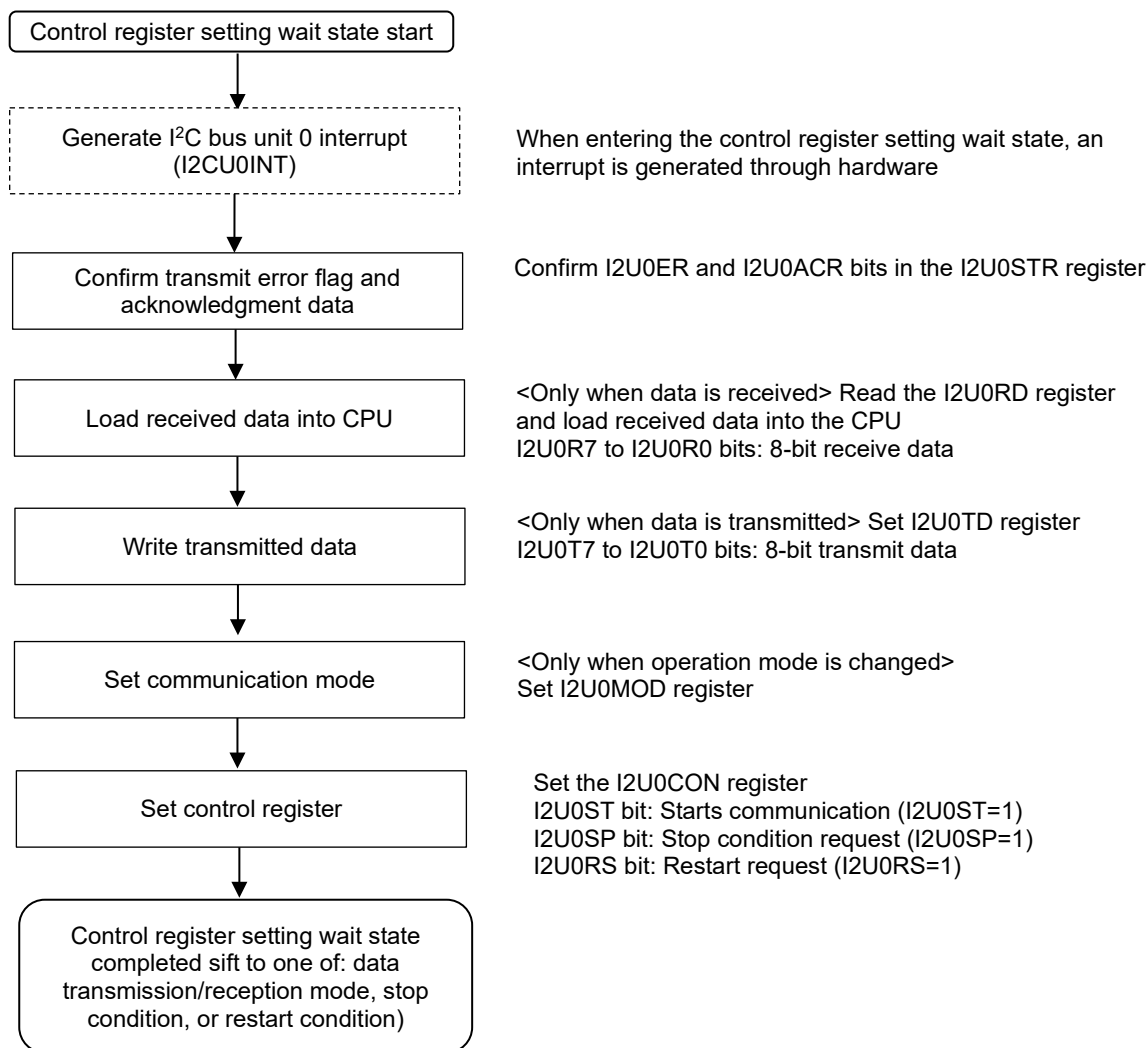 Control register setting wait state start
Generate I²C bus unit 0 interrupt
(I2CU0INT)
When entering the control register setting wait state, an
interrupt is generated through hardware
Confirm transmit error flag and
acknowledgment data
Confirm I2U0ER and I2U0ACR bits in the I2U0STR register
Load received data into CPU
<Only when data is received> Read the I2U0RD register
and load received data into the CPU
I2U0R7 to I2U0R0 bits: 8-bit receive data
Write transmitted data
<Only when data is transmitted> Set I2U0TD register
I2U0T7 to I2U0T0 bits: 8-bit transmit data
Set communication mode
<Only when operation mode is changed>
Set I2U0MOD register
Set control register
Set the I2U0CON register
I2U0ST bit: Starts communication (I2U0ST=1)
I2U0SP bit: Stop condition request (I2U0SP=1)
I2U0RS bit: Restart request (I2U0RS=1)
Control register setting wait state
completed sift to one of: data
transmission/reception mode, stop
condition, or restart condition)